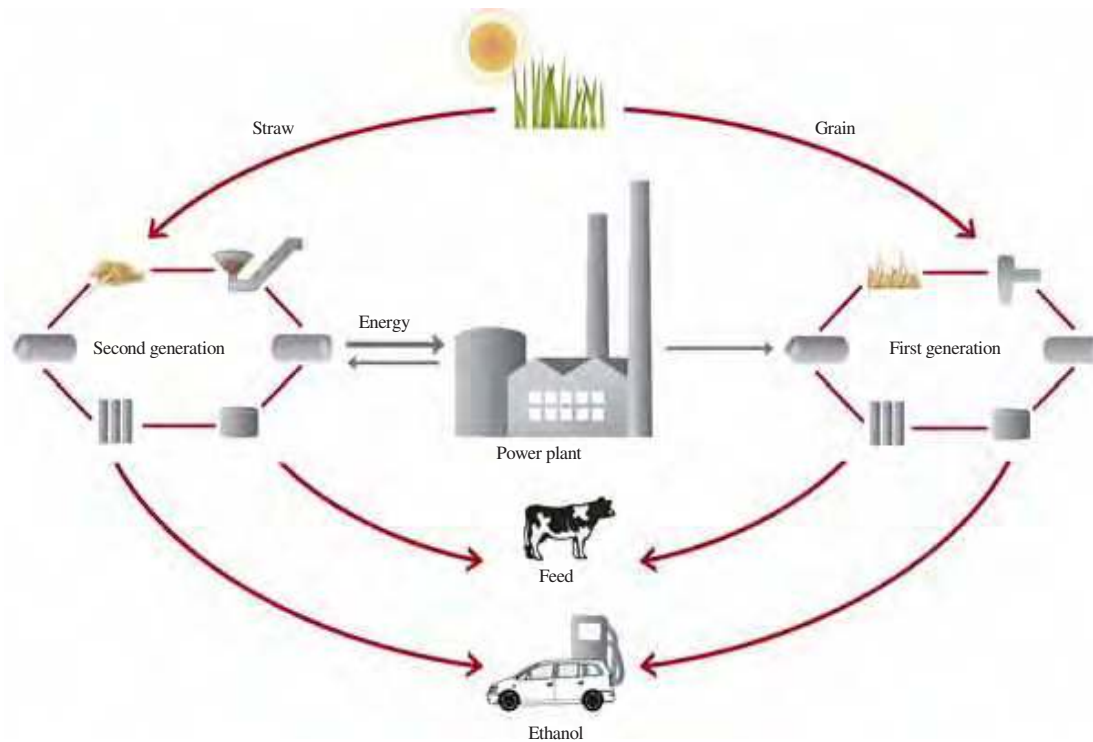 Straw
Grain
Energy
Second generation
First generation
Power plant
Feed
Ethanol